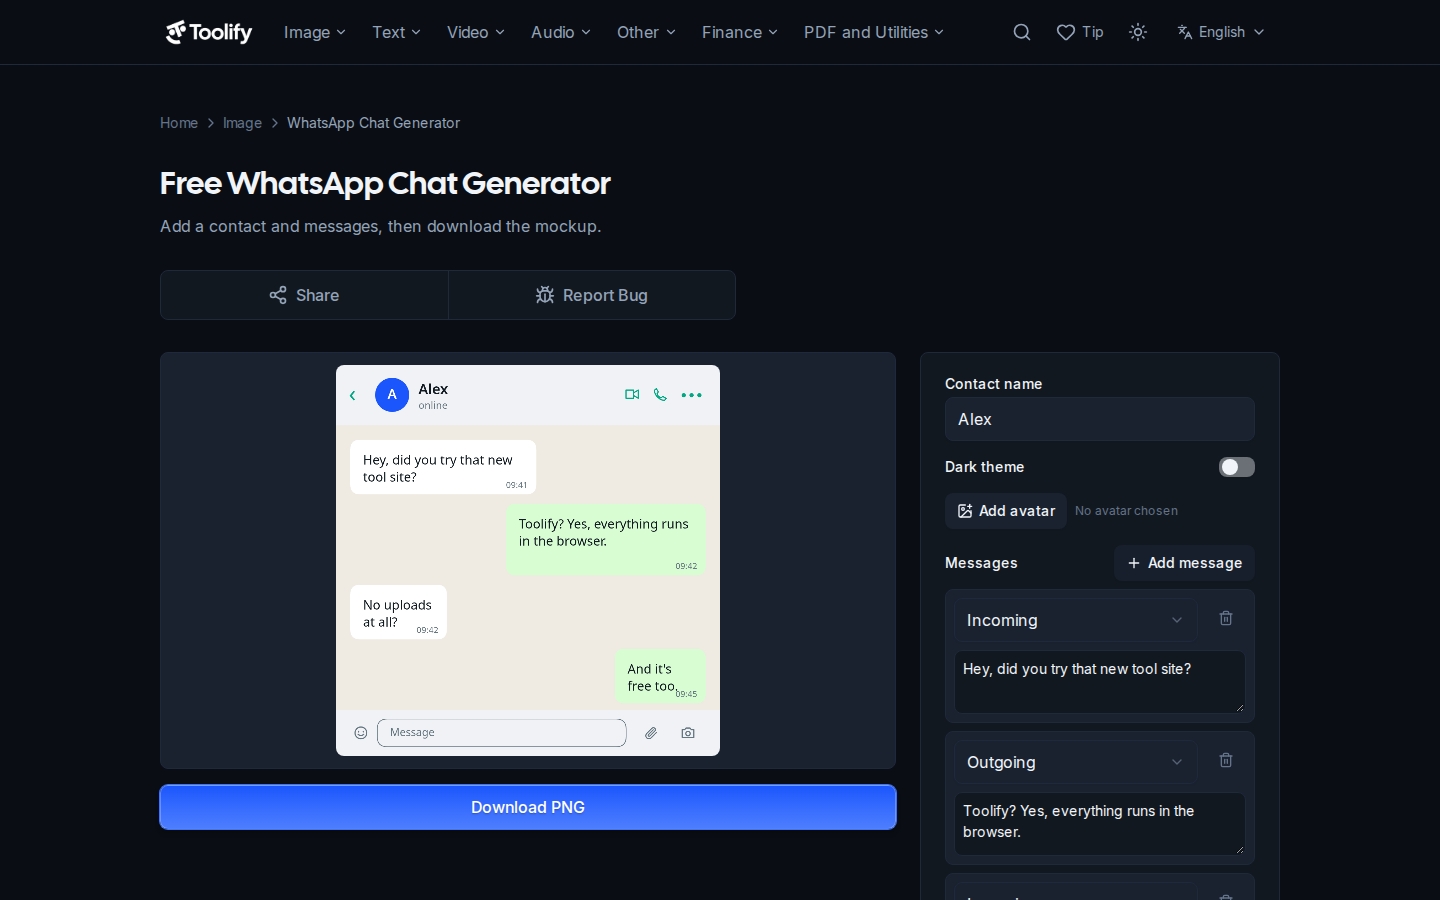 Toolify
Image
Text
Video
Audio
Other
Finance
PDF and Utilities
Tip
English
Home > Image > WhatsApp Chat Generator
Free WhatsApp Chat Generator
Add a contact and messages, then download the mockup.
Share
Report Bug
A
Alex
online
Hey, did you try that new
tool site?
09:41
Toolify? Yes, everything runs
in the browser.
09:42
No uploads
at all?
09:42
And it's
free too.
09:45
Message
Download PNG
Contact name
Alex
Dark theme
Add avatar
No avatar chosen
Messages
Add message
Incoming
Hey, did you try that new tool site?
Outgoing
Toolify? Yes, everything runs in the
browser.